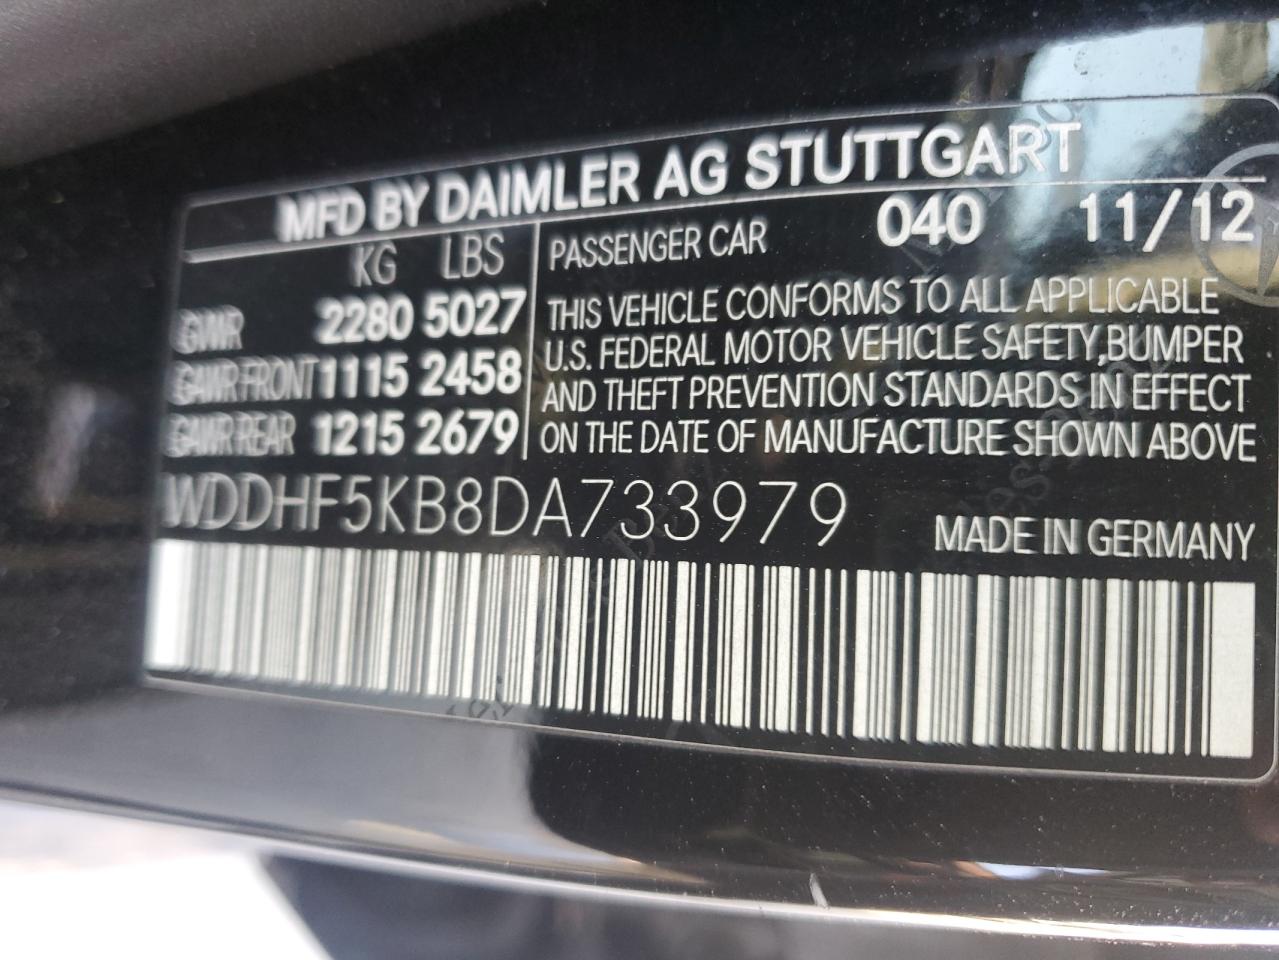 MFD BY DAIMLER AG STUTTGART
KG LBS
GWR 2280 5027
GAWR FRONT 1115 2458
GAWR REAR 1215 2679
PASSENGER CAR 040 11/12
THIS VEHICLE CONFORMS TO ALL APPLICABLE
U.S. FEDERAL MOTOR VEHICLE SAFETY,BUMPER
AND THEFT PREVENTION STANDARDS IN EFFECT
ON THE DATE OF MANUFACTURE SHOWN ABOVE
WDDHF5KB8DA733979
MADE IN GERMANY